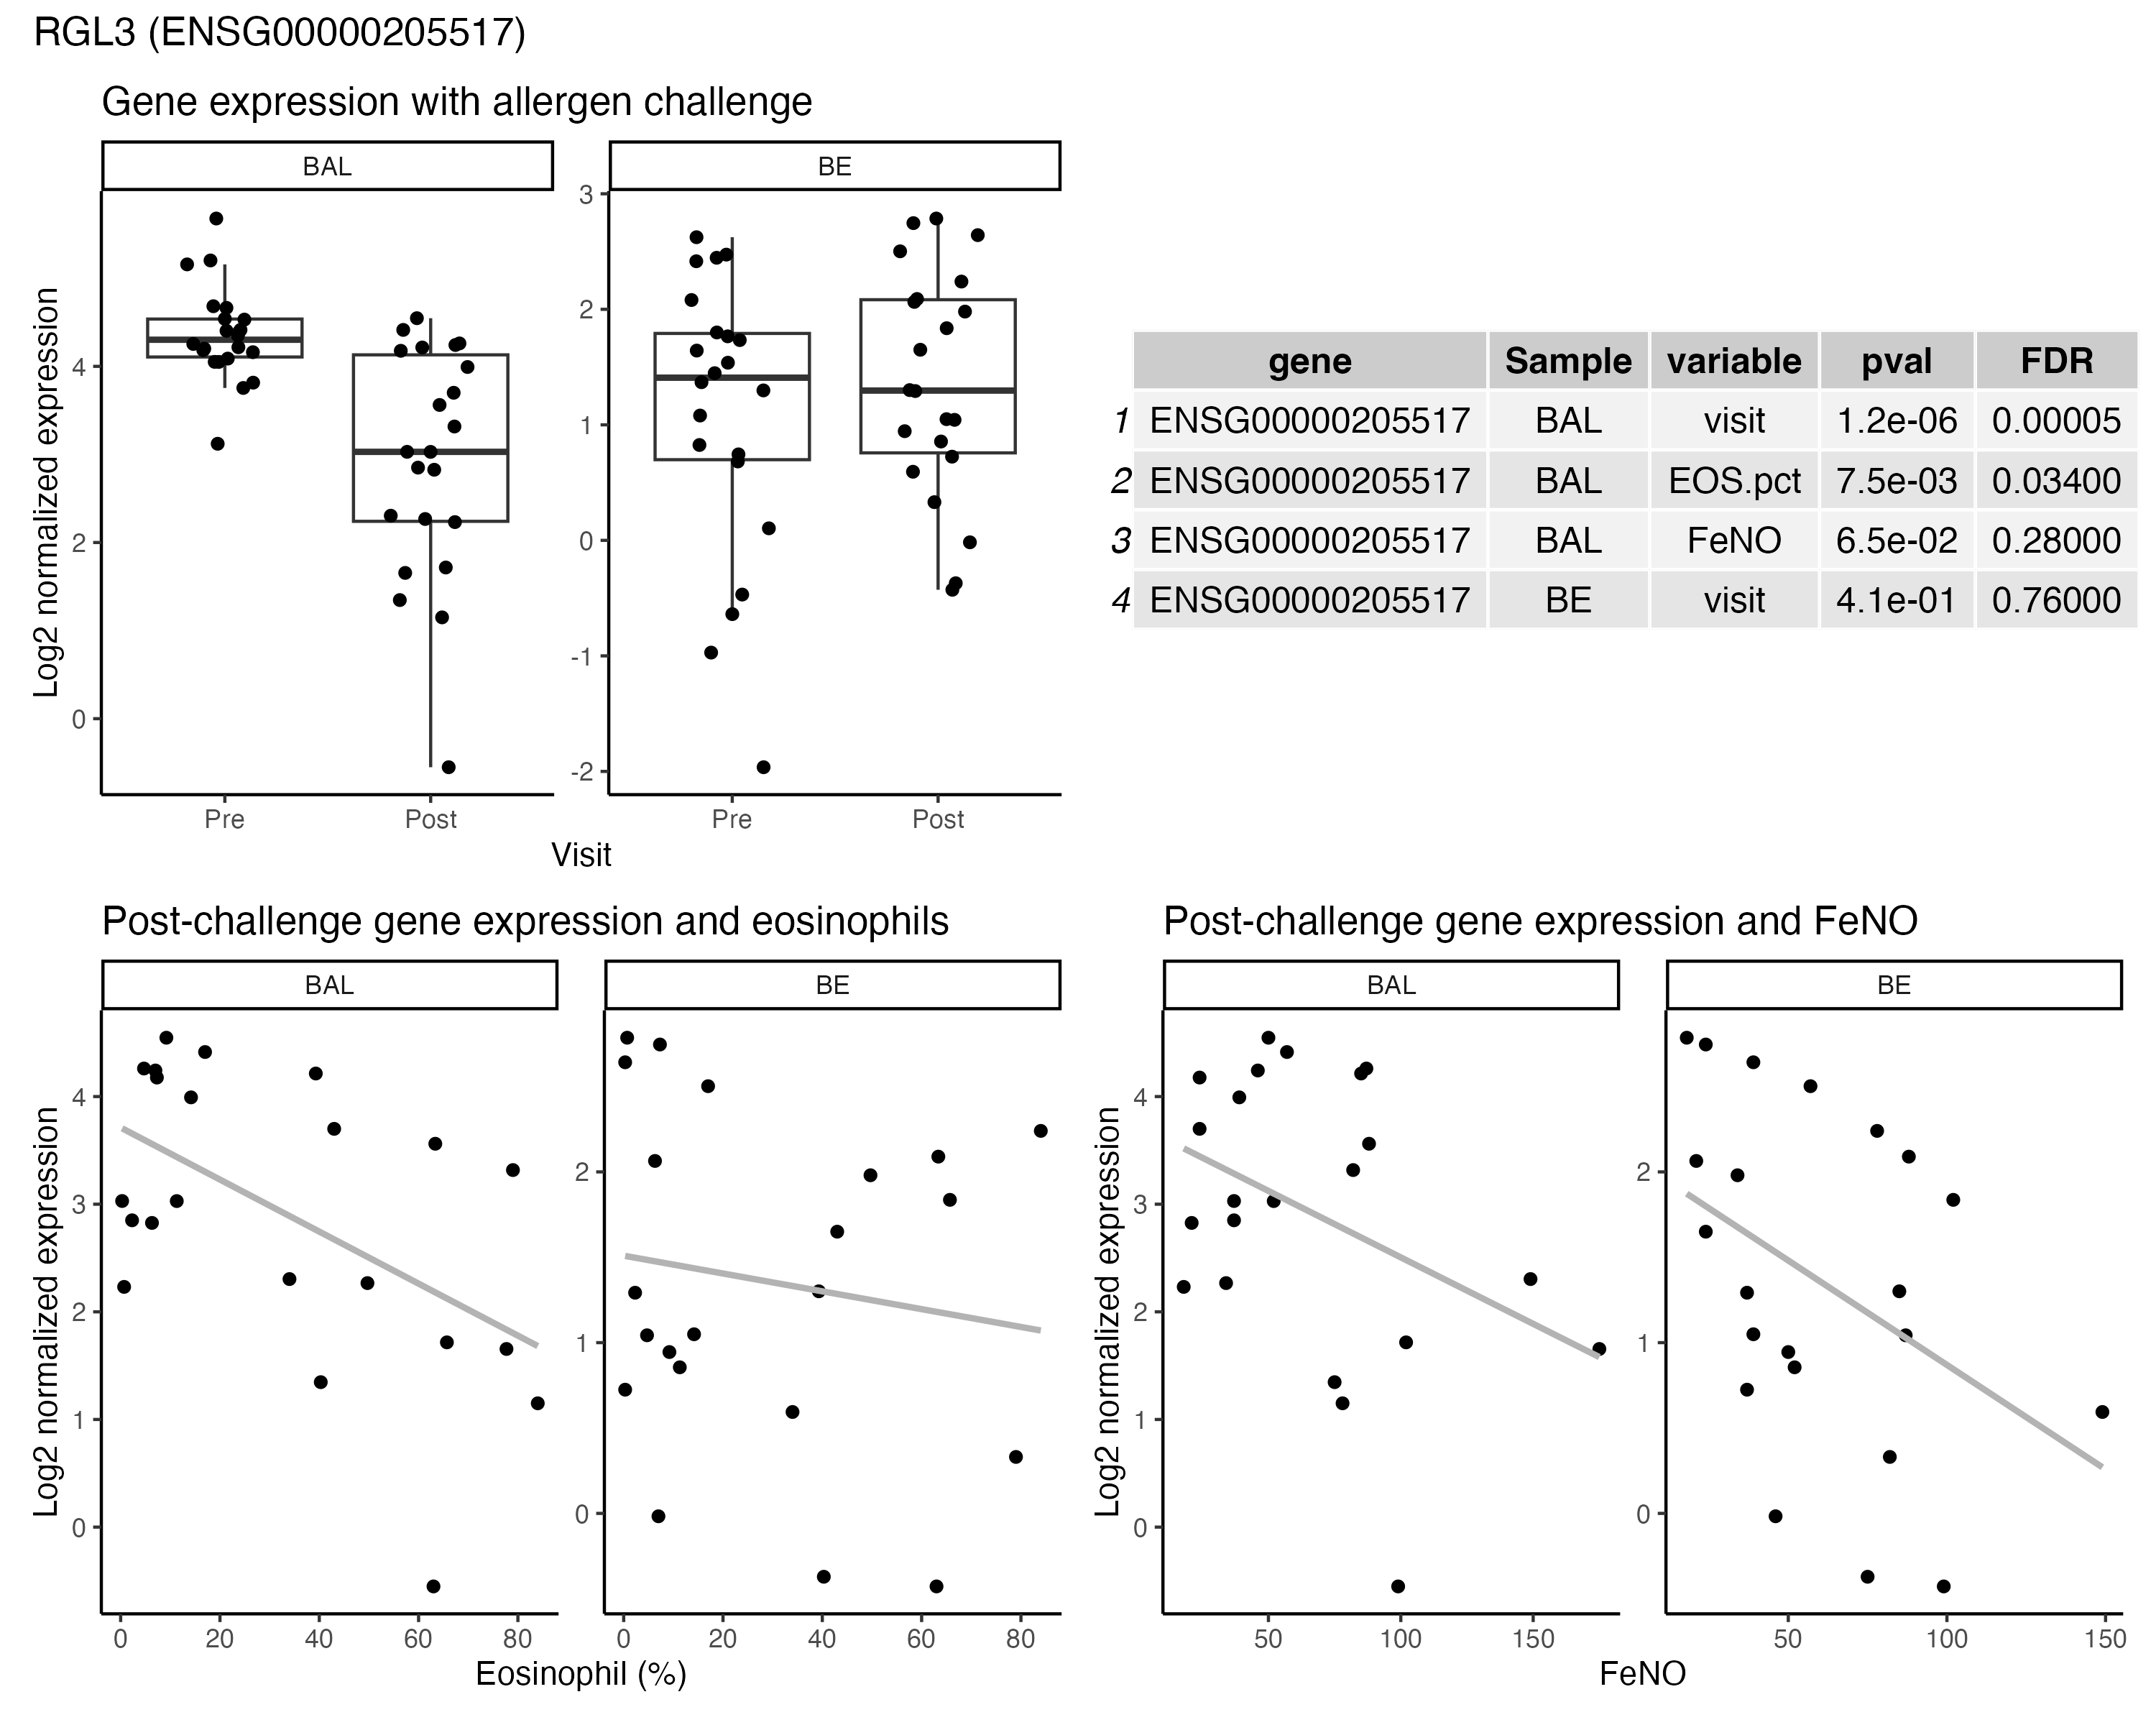 RGL3 (ENSG00000205517)
Gene expression with allergen challenge
BAL
BE
Log2 normalized expression
4
2
0
3
2
1
0
-1
-2
Pre
Post
Pre
Post
Visit
gene Sample variable pval FDR
1 ENSG00000205517 BAL visit 1.2e-06 0.00005
2 ENSG00000205517 BAL EOS.pct 7.5e-03 0.03400
3 ENSG00000205517 BAL FeNO 6.5e-02 0.28000
4 ENSG00000205517 BE visit 4.1e-01 0.76000
Post-challenge gene expression and eosinophils
BAL
BE
Log2 normalized expression
4
3
2
1
0
2
1
0
0 20 40 60 80
0 20 40 60 80
Eosinophil (%)
Post-challenge gene expression and FeNO
BAL
BE
Log2 normalized expression
4
3
2
1
0
2
1
0
50 100 150
50 100 150
FeNO